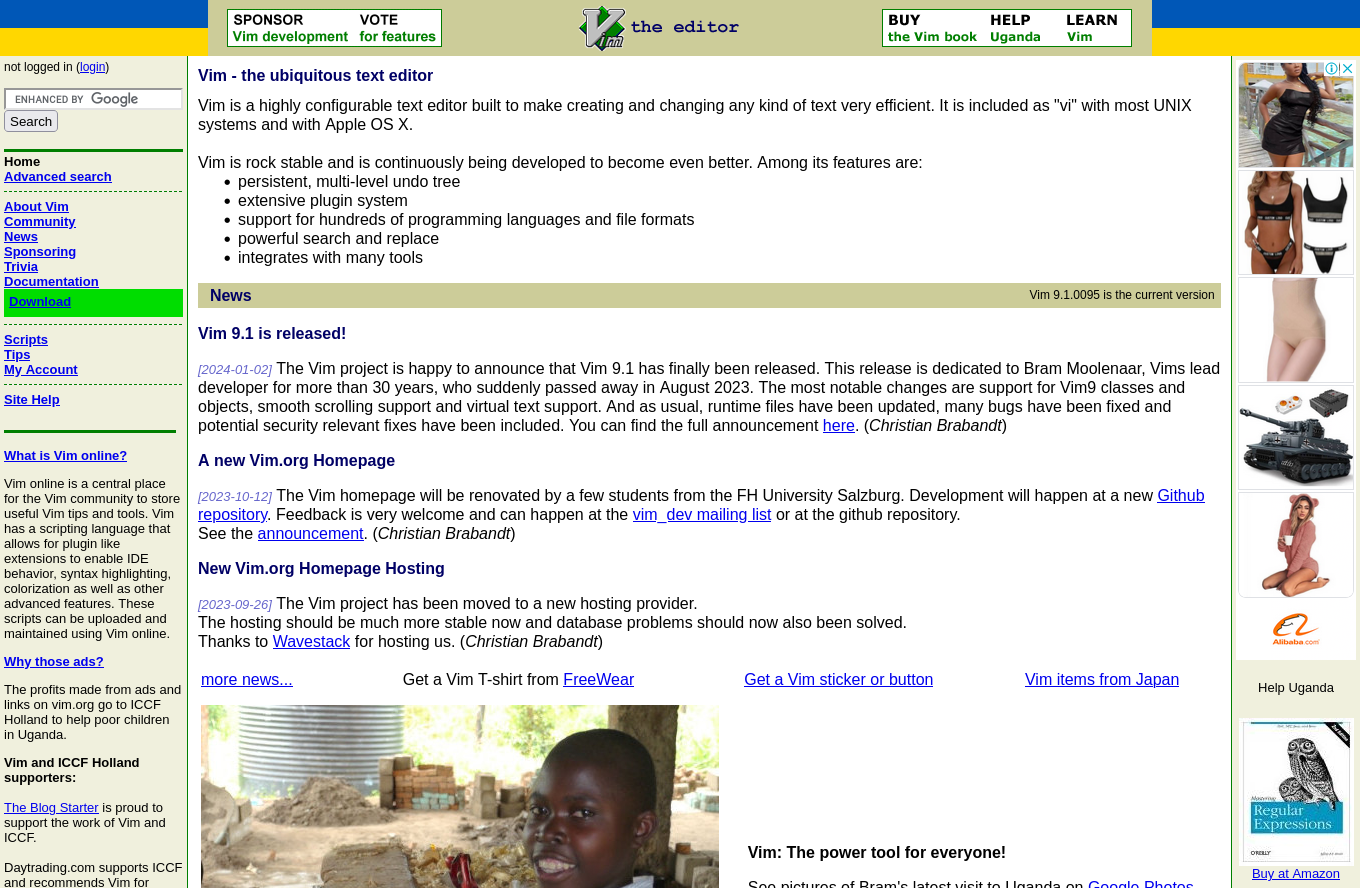 SPONSOR VOTE
Vim development for features
Vim the editor
BUY HELP LEARN
the Vim book Uganda Vim
not logged in (login)
ENHANCED BY Google
Search
Home
Advanced search
About Vim
Community
News
Sponsoring
Trivia
Documentation
Download
Scripts
Tips
My Account
Site Help
What is Vim online?
Vim online is a central place
for the Vim community to store
useful Vim tips and tools. Vim
has a scripting language that
allows for plugin like
extensions to enable IDE
behavior, syntax highlighting,
colorization as well as other
advanced features. These
scripts can be uploaded and
maintained using Vim online.
Why those ads?
The profits made from ads and
links on vim.org go to ICCF
Holland to help poor children
in Uganda.
Vim and ICCF Holland
supporters:
The Blog Starter is proud to
support the work of Vim and
ICCF.
Daytrading.com supports ICCF
and recommends Vim for
Vim - the ubiquitous text editor
Vim is a highly configurable text editor built to make creating and changing any kind of text very efficient. It is included as "vi" with most UNIX
systems and with Apple OS X.
Vim is rock stable and is continuously being developed to become even better. Among its features are:
• persistent, multi-level undo tree
• extensive plugin system
• support for hundreds of programming languages and file formats
• powerful search and replace
• integrates with many tools
News Vim 9.1.0095 is the current version
Vim 9.1 is released!
[2024-01-02] The Vim project is happy to announce that Vim 9.1 has finally been released. This release is dedicated to Bram Moolenaar, Vims lead
developer for more than 30 years, who suddenly passed away in August 2023. The most notable changes are support for Vim9 classes and
objects, smooth scrolling support and virtual text support. And as usual, runtime files have been updated, many bugs have been fixed and
potential security relevant fixes have been included. You can find the full announcement here. (Christian Brabandt)
A new Vim.org Homepage
[2023-10-12] The Vim homepage will be renovated by a few students from the FH University Salzburg. Development will happen at a new Github
repository. Feedback is very welcome and can happen at the vim_dev mailing list or at the github repository.
See the announcement. (Christian Brabandt)
New Vim.org Homepage Hosting
[2023-09-26] The Vim project has been moved to a new hosting provider.
The hosting should be much more stable now and database problems should now also been solved.
Thanks to Wavestack for hosting us. (Christian Brabandt)
more news... Get a Vim T-shirt from FreeWear Get a Vim sticker or button Vim items from Japan
Vim: The power tool for everyone!
See pictures of Bram's latest visit to Uganda on Google Photos
Alibaba.com
Help Uganda
Mastering
Regular
Expressions
O'REILLY
Buy at Amazon